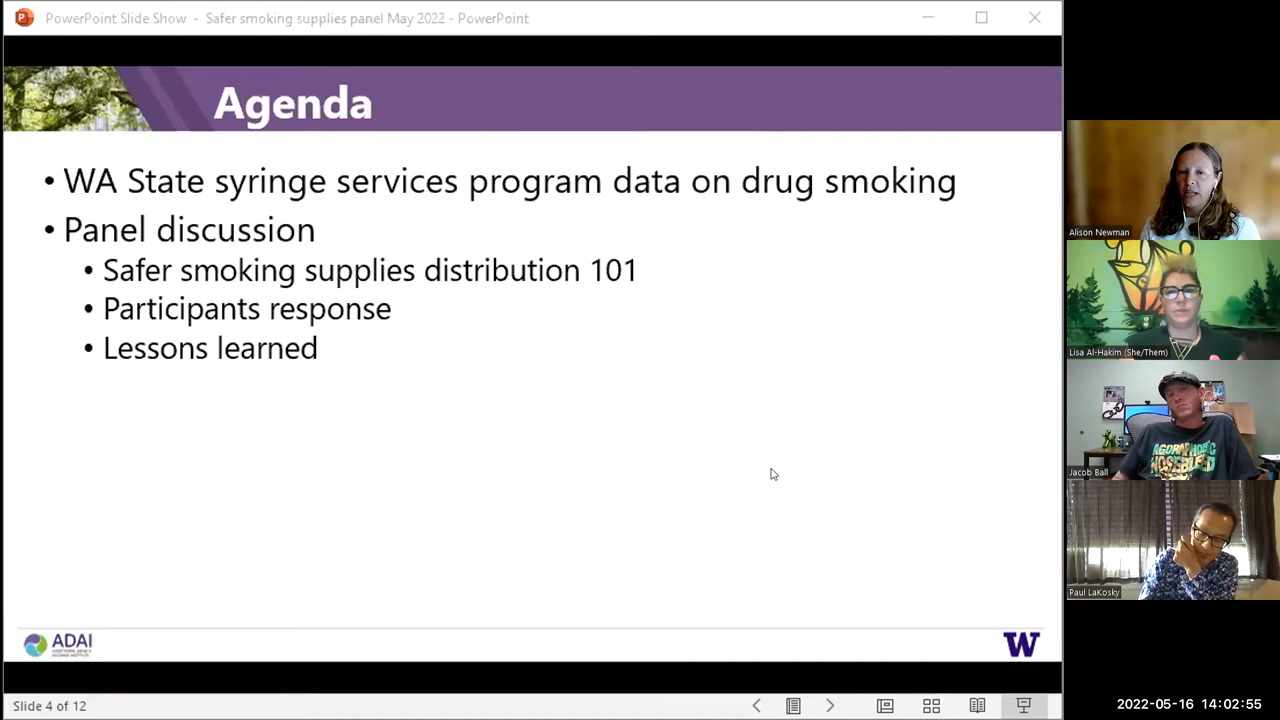 PowerPoint Slide Show - Safer smoking supplies panel May 2022 - PowerPoint
Agenda
• WA State syringe services program data on drug smoking
• Panel discussion
• Safer smoking supplies distribution 101
• Participants response
• Lessons learned
ADAI
W
Slide 4 of 12
Alison Newman
Lisa Al-Hakim (She/Them)
AGORAPHOBIC
NOSEBLEED
Jacob Ball
Paul LaKosky
2022-05-16 14:02:55